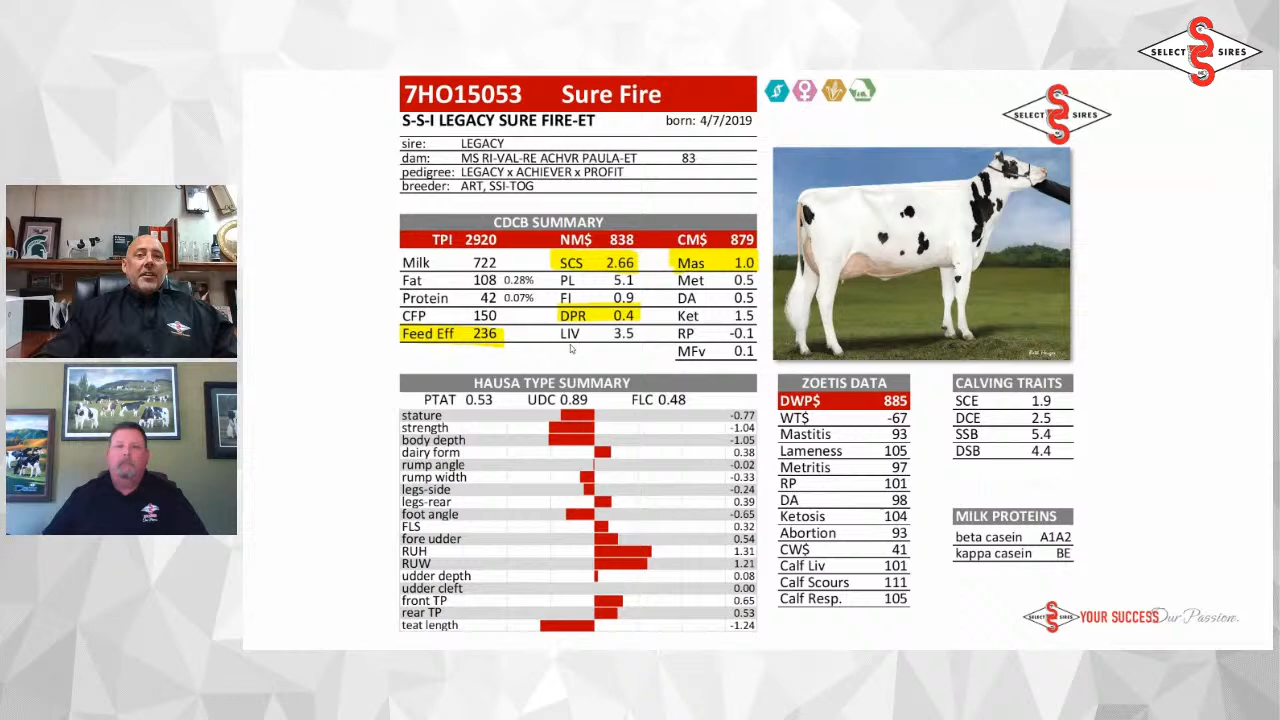 SELECT SIRES
7HO15053 Sure Fire
S-S-I LEGACY SURE FIRE-ET born: 4/7/2019
SELECT SIRES
sire: LEGACY
dam: MS RI-VAL-RE ACHVR PAULA-ET 83
pedigree: LEGACY x ACHIEVER x PROFIT
breeder: ART, SSI-TOG
CDCB SUMMARY
TPI 2920 NM$ 838 CM$ 879
Milk 722 SCS 2.66 Mas 1.0
Fat 108 0.28% PL 5.1 Met 0.5
Protein 42 0.07% FI 0.9 DA 0.5
CFP 150 DPR 0.4 Ket 1.5
Feed Eff 236 LIV 3.5 RP -0.1
MFv 0.1
HAUSA TYPE SUMMARY
PTAT 0.53 UDC 0.89 FLC 0.48
stature -0.77
strength -1.04
body depth -1.05
dairy form 0.38
rump angle -0.02
rump width -0.33
legs-side -0.24
legs-rear 0.39
foot angle -0.65
FLS 0.32
fore udder 0.54
RUH 1.31
RUW 1.21
udder depth 0.08
udder cleft 0.00
front TP 0.65
rear TP 0.53
teat length -1.24
ZOETIS DATA
DWP$ 885
WT$ -67
Mastitis 93
Lameness 105
Metritis 97
RP 101
DA 98
Ketosis 104
Abortion 93
CW$ 41
Calf Liv 101
Calf Scours 111
Calf Resp. 105
CALVING TRAITS
SCE 1.9
DCE 2.5
SSB 5.4
DSB 4.4
MILK PROTEINS
beta casein A1A2
kappa casein BE
SELECT SIRES YOUR SUCCESS Our Passion.